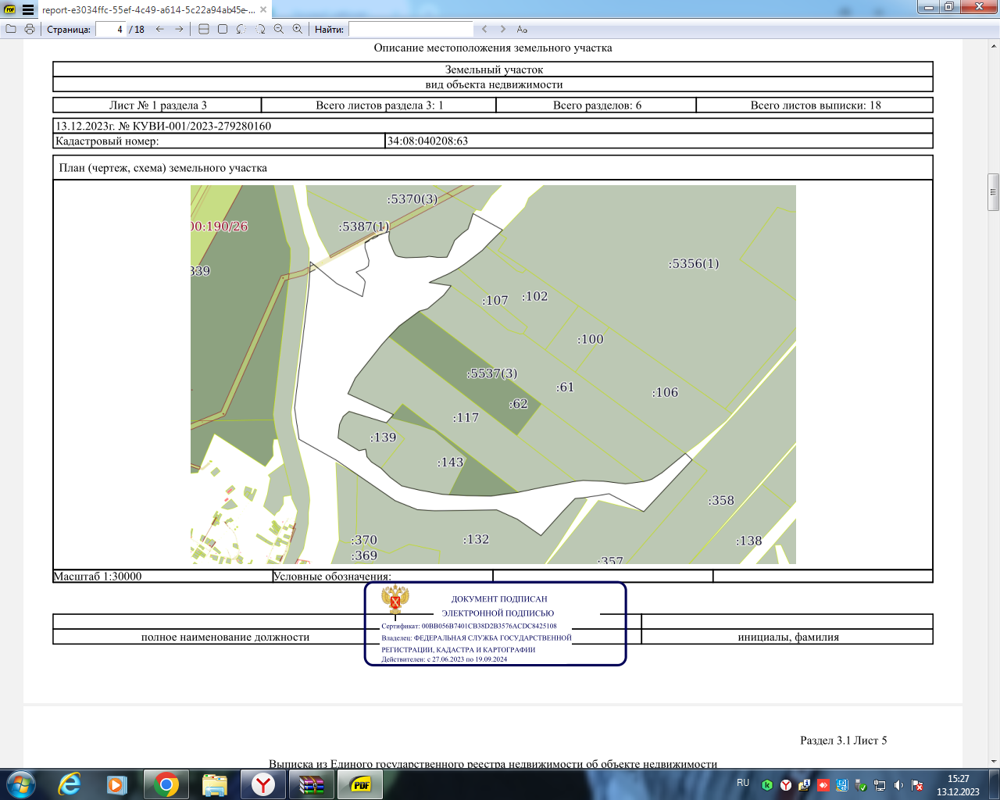 report-e3034ffc-55ef-4c49-a614-5c22a94ab45e-...
Страница: 4 / 18 Найти:
Описание местоположения земельного участка
Земельный участок
вид объекта недвижимости
Лист № 1 раздела 3 Всего листов раздела 3: 1 Всего разделов: 6 Всего листов выписки: 18
13.12.2023г. № КУВИ-001/2023-279280160
Кадастровый номер: 34:08:040208:63
План (чертеж, схема) земельного участка
:5370(3)
00:190/26 :5387(1)
339 :5356(1)
:107 :102
:100
:5537(3)
:61 :106
:62
:117
:139
:143
:358
:370 :132 :138
:369 :357
Масштаб 1:30000 Условные обозначения:
ДОКУМЕНТ ПОДПИСАН
ЭЛЕКТРОННОЙ ПОДПИСЬЮ
Сертификат: 00BB056B7401CB38D2B3576ACDC8425108
Владелец: ФЕДЕРАЛЬНАЯ СЛУЖБА ГОСУДАРСТВЕННОЙ
РЕГИСТРАЦИИ, КАДАСТРА И КАРТОГРАФИИ
Действителен: с 27.06.2023 по 19.09.2024
полное наименование должности инициалы, фамилия
Раздел 3.1 Лист 5
Выписка из Единого государственного реестра недвижимости об объекте недвижимости
PDF RU 15:27
13.12.2023